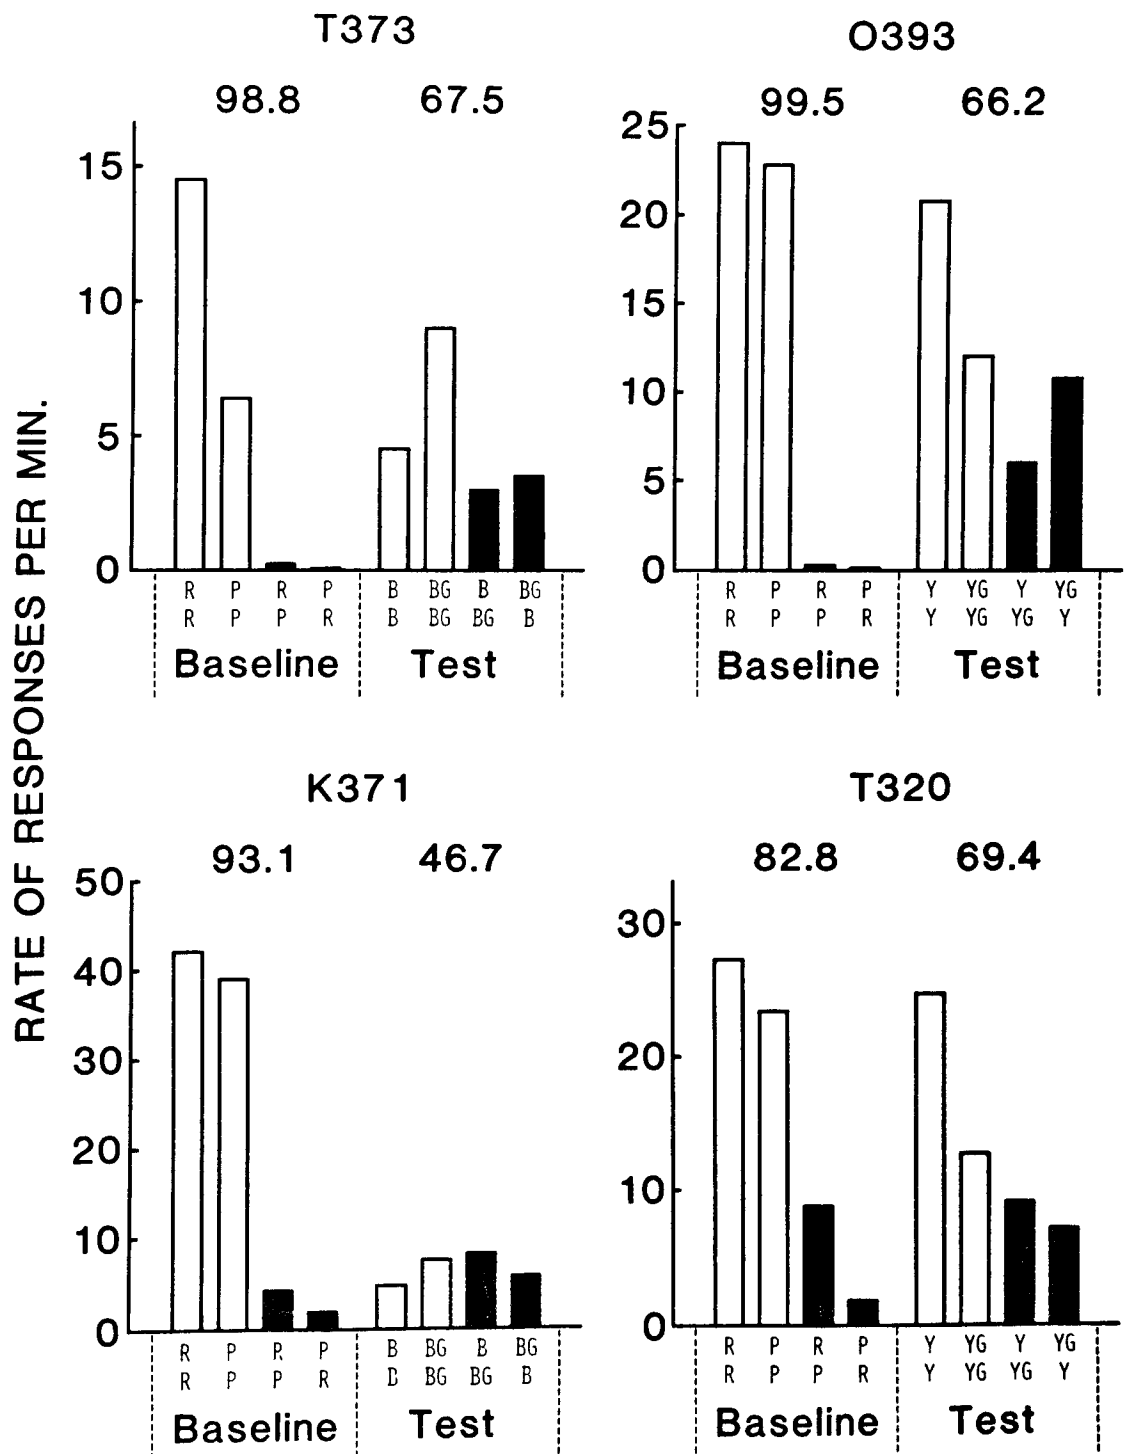 RATE OF RESPONSES PER MIN.
T373
98.8 67.5
15
10
5
0
R P R P B BG B BG
R P P R B BG BG B
Baseline Test
O393
99.5 66.2
25
20
15
10
5
0
R P R P Y YG Y YG
R P P R Y YG YG Y
Baseline Test
K371
93.1 46.7
50
40
30
20
10
0
R P R P B BG B BG
R P P R D BG BG B
Baseline Test
T320
82.8 69.4
30
20
10
0
R P R P Y YG Y YG
R P P R Y YG YG Y
Baseline Test